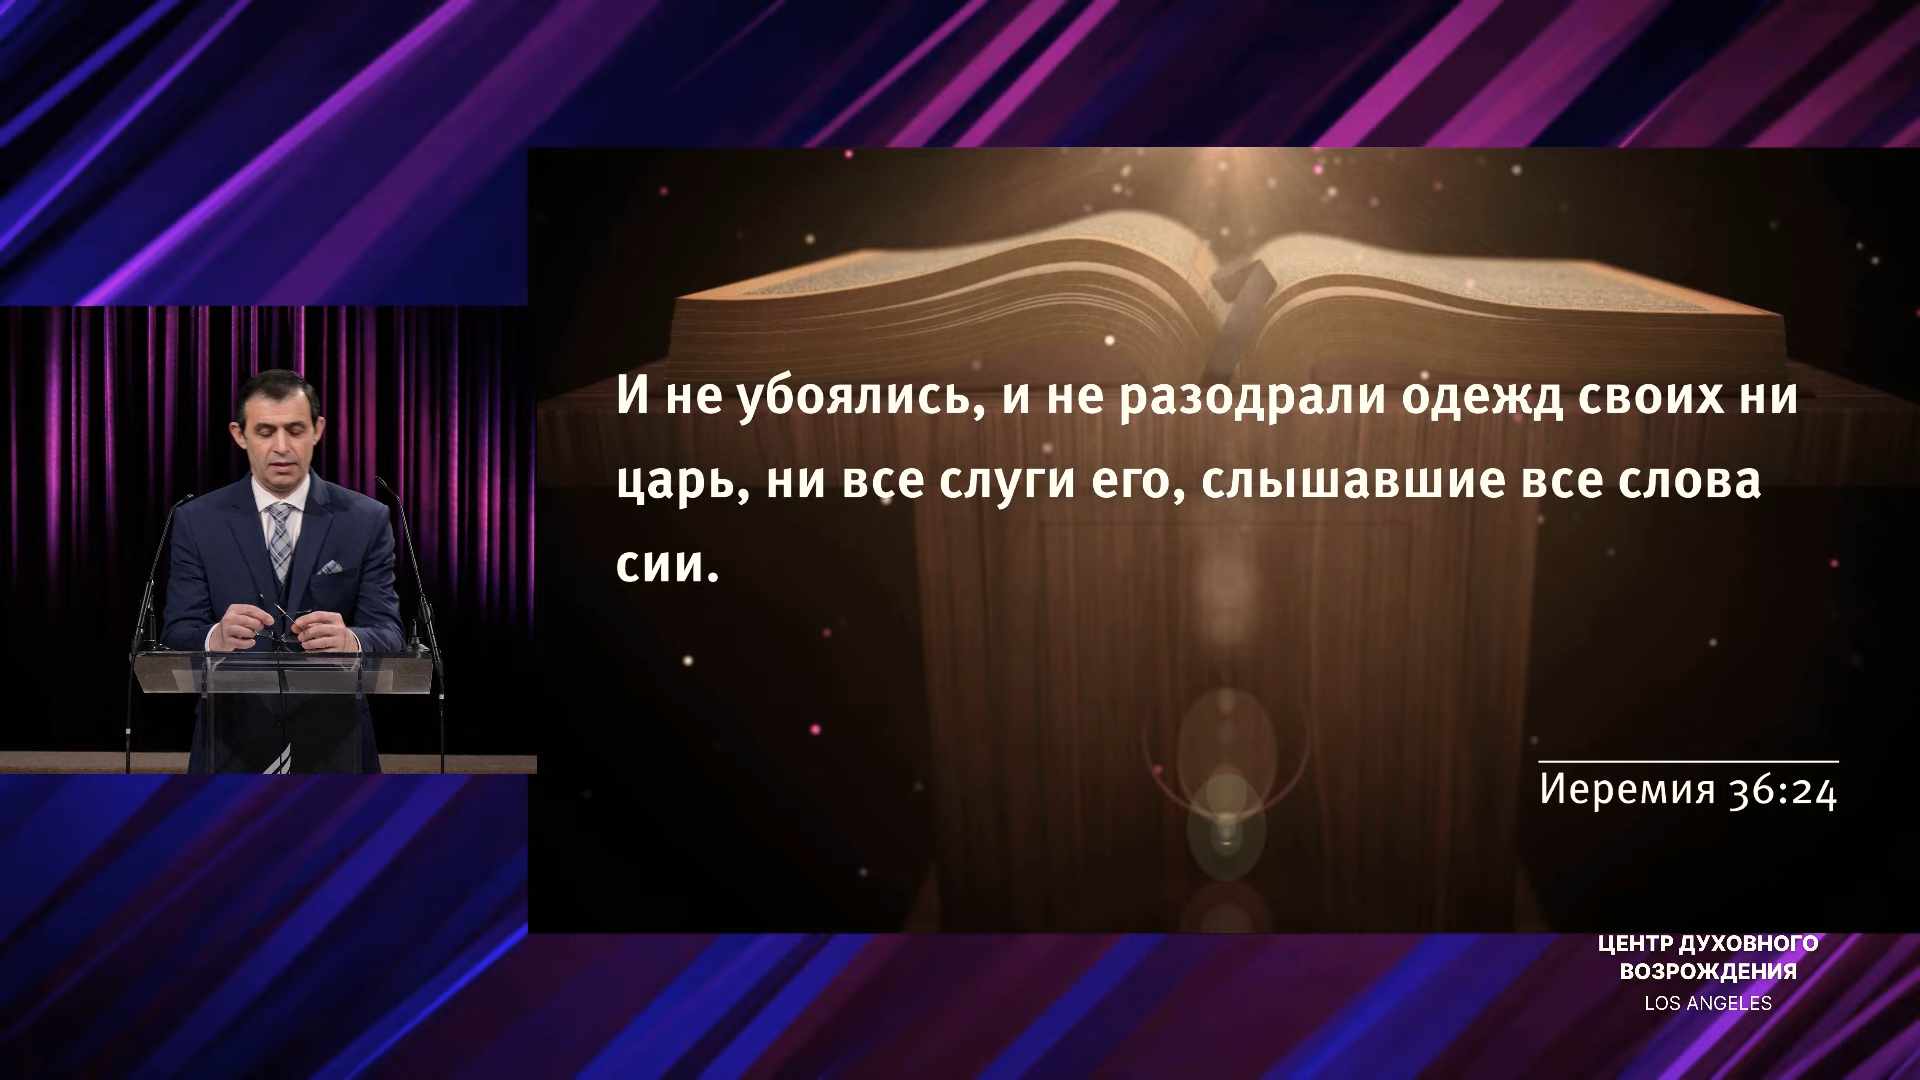 И не убоялись, и не разодрали одежд своих ни
царь, ни все слуги его, слышавшие все слова
сии.
Иеремия 36:24
ЦЕНТР ДУХОВНОГО
ВОЗРОЖДЕНИЯ
LOS ANGELES